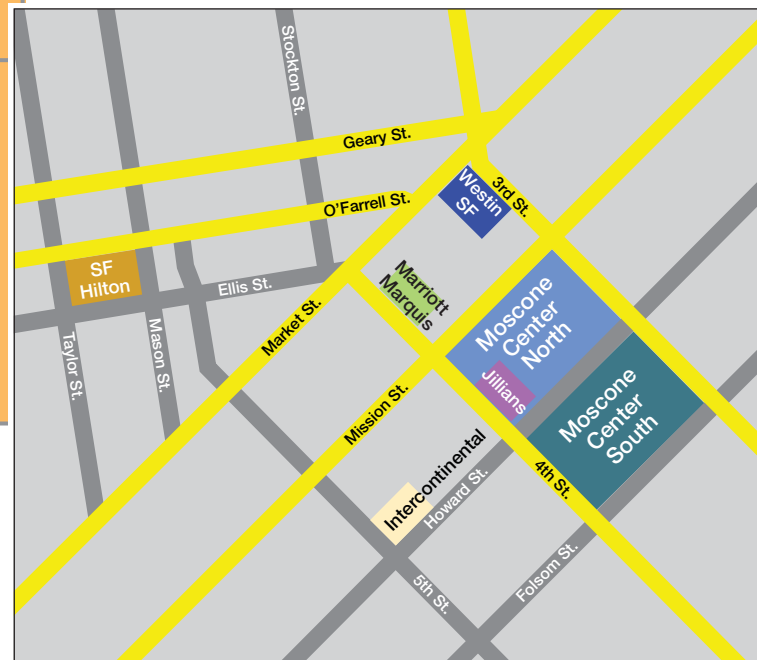 Stockton St.
Geary St.
O'Farrell St.
Westin
SF
3rd St.
SF
Hilton
Ellis St.
Marriott
Marquis
Market St.
Moscone
Center
North
Taylor St.
Mason St.
Mission St.
Jillians
Moscone
Center
South
Intercontinental
Howard St.
4th St.
Folsom St.
5th St.